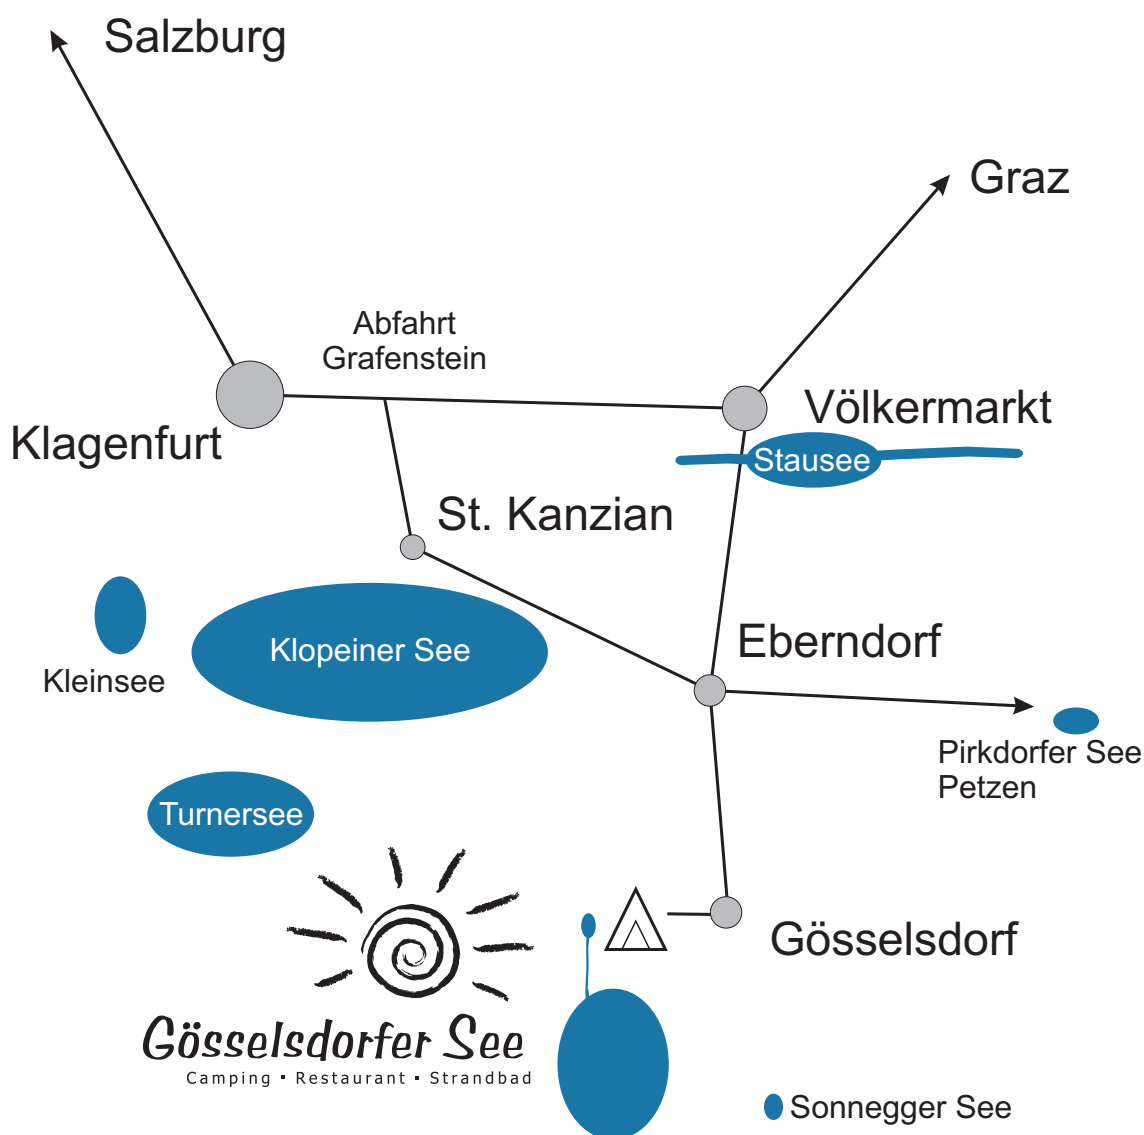 Salzburg
Graz
Abfahrt
Grafenstein
Völkermarkt
Klagenfurt
Stausee
St. Kanzian
Eberndorf
Klopeiner See
Kleinsee
Pirkdorfer See
Petzen
Turnersee
Gösselsdorf
Gösselsdorfer See
Camping ▪ Restaurant ▪ Strandbad
Sonnegger See